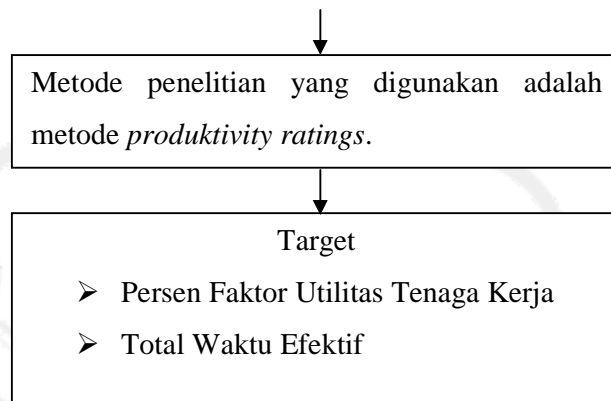 Metode penelitian yang digunakan adalah
metode produktivity ratings.
Target
➤ Persen Faktor Utilitas Tenaga Kerja
➤ Total Waktu Efektif